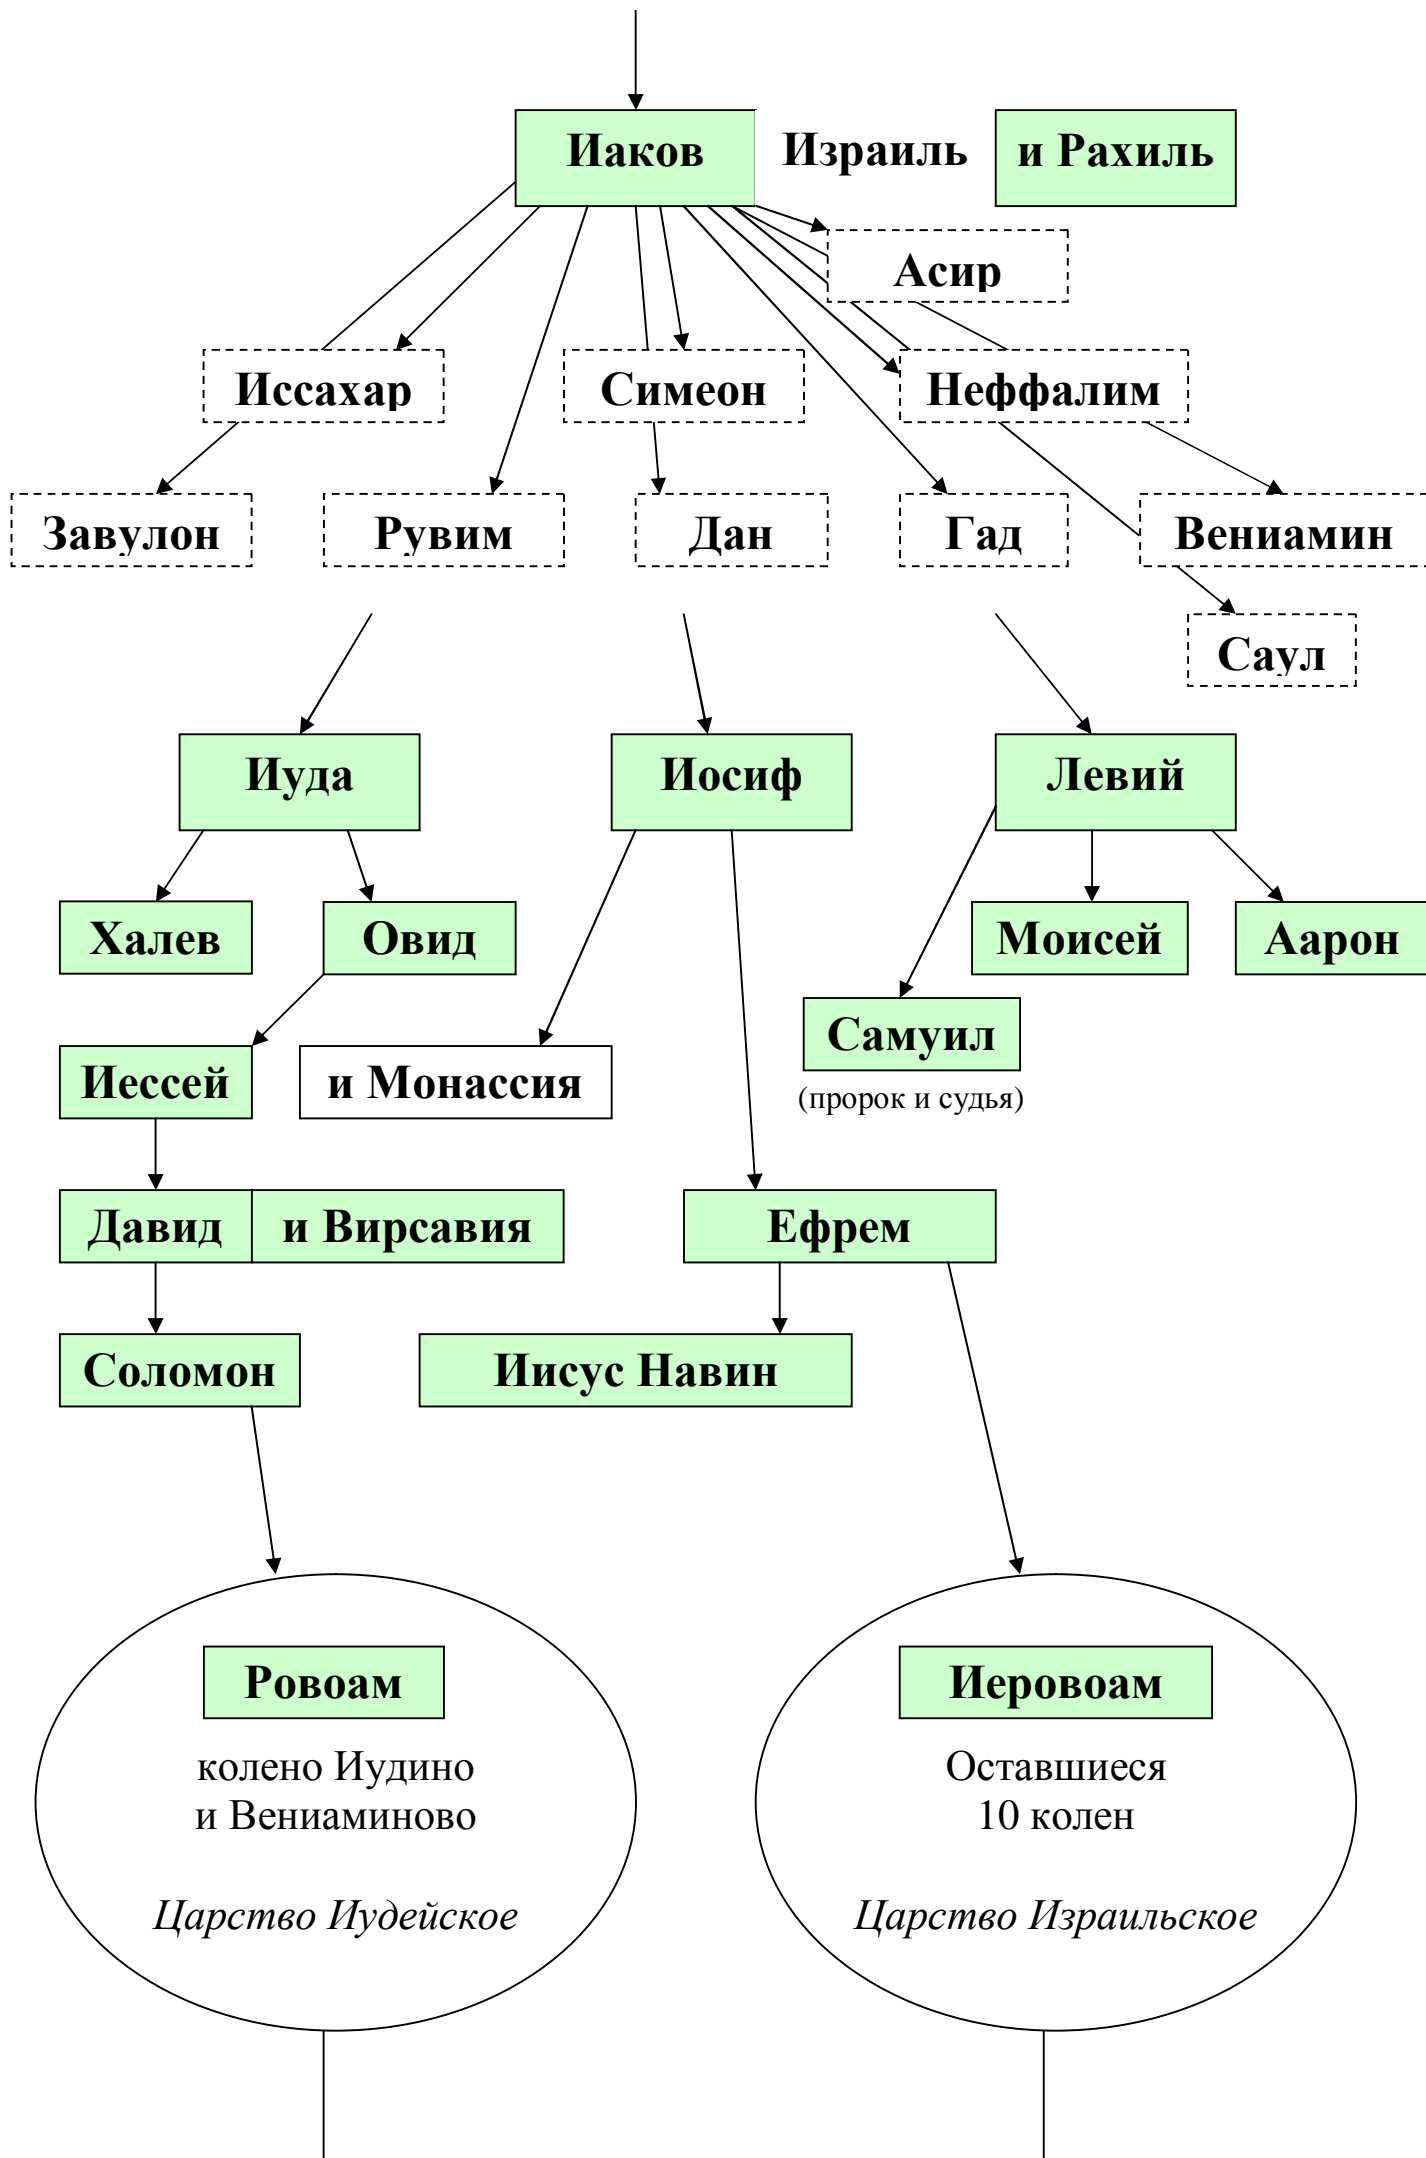 Иаков Израиль и Рахиль
Асир
Иссахар Симеон Неффалим
Завулон Рувим Дан Гад Вениамин
Саул
Иуда Иосиф Левий
Халев Овид Моисей Аарон
Самуил
Иессей и Монассия (пророк и судья)
Давид и Вирсавия Ефрем
Соломон Иисус Навин
Ровоам
колено Иудино
и Вениаминово
Царство Иудейское
Иеровоам
Оставшиеся
10 колен
Царство Израильское